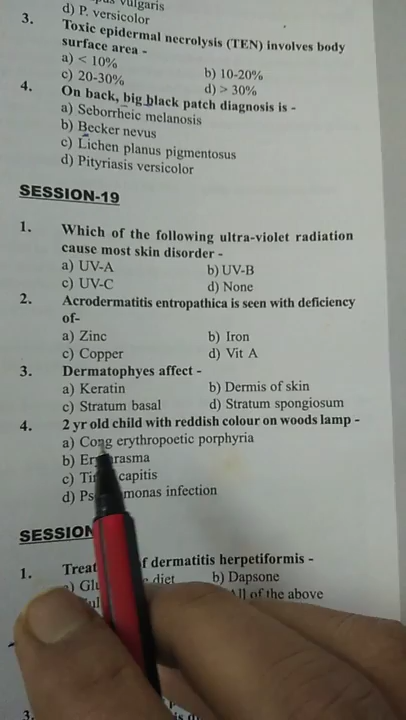 vulgaris
d) P. versicolor
3. Toxic epidermal necrolysis (TEN) involves body
surface area -
a) < 10% b) 10-20%
c) 20-30% d) > 30%
4. On back, big black patch diagnosis is -
a) Seborrheic melanosis
b) Becker nevus
c) Lichen planus pigmentosus
d) Pityriasis versicolor
SESSION-19
1. Which of the following ultra-violet radiation
cause most skin disorder -
a) UV-A b) UV-B
c) UV-C d) None
2. Acrodermatitis entropathica is seen with deficiency
of-
a) Zinc b) Iron
c) Copper d) Vit A
3. Dermatophyes affect -
a) Keratin b) Dermis of skin
c) Stratum basal d) Stratum spongiosum
4. 2 yr old child with reddish colour on woods lamp -
a) Cong erythropoetic porphyria
b) Er rasma
c) Ti capitis
d) Ps monas infection
SESSION
1. Treat f dermatitis herpetiformis -
a) Glu diet b) Dapsone
All of the above
3.